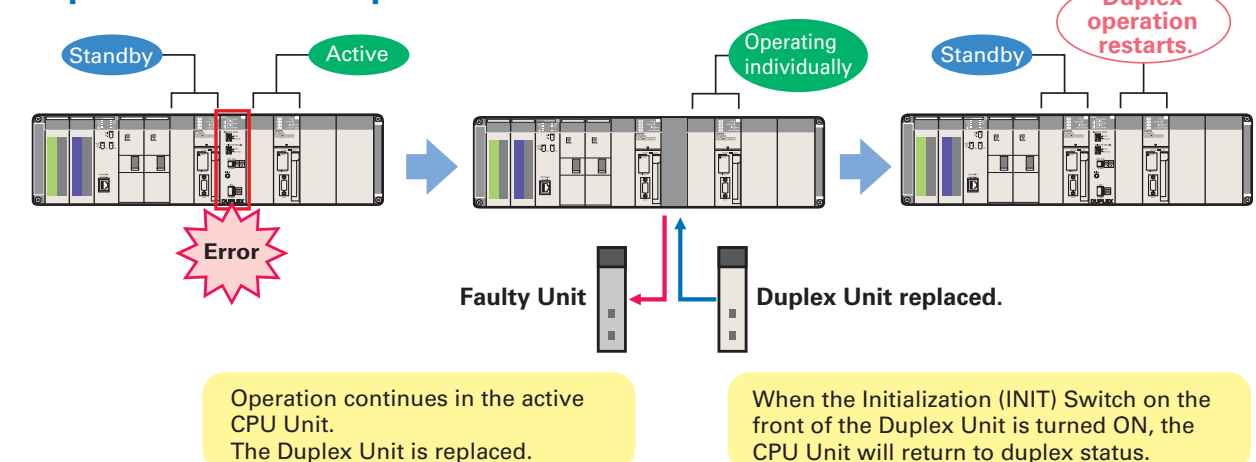 Duplex
operation
restarts.
Standby
Active
Operating
individually
Standby
DUPLEX
DUPLEX
Error
Faulty Unit
Duplex Unit replaced.
Operation continues in the active
CPU Unit.
The Duplex Unit is replaced.
When the Initialization (INIT) Switch on the
front of the Duplex Unit is turned ON, the
CPU Unit will return to duplex status.